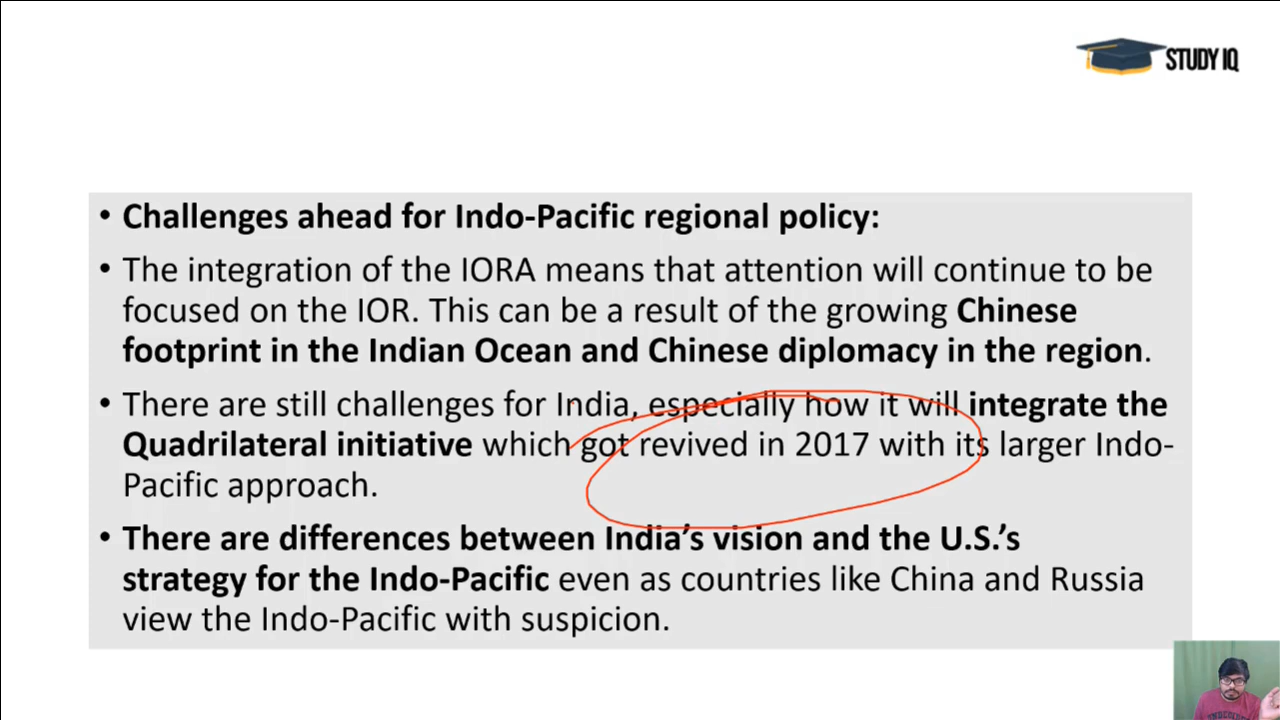 STUDY IQ
• Challenges ahead for Indo-Pacific regional policy:
• The integration of the IORA means that attention will continue to be
focused on the IOR. This can be a result of the growing Chinese
footprint in the Indian Ocean and Chinese diplomacy in the region.
• There are still challenges for India, especially how it will integrate the
Quadrilateral initiative which got revived in 2017 with its larger Indo-
Pacific approach.
• There are differences between India’s vision and the U.S.’s
strategy for the Indo-Pacific even as countries like China and Russia
view the Indo-Pacific with suspicion.